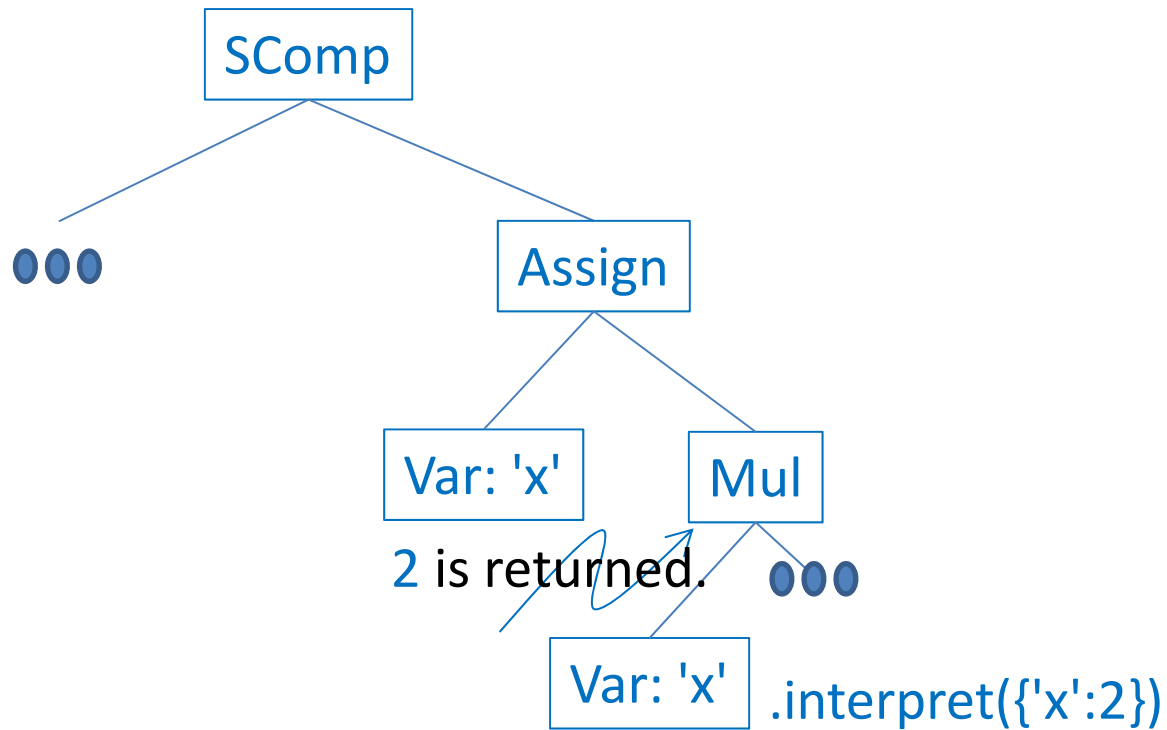 SComp
Assign
Var: 'x'
Mul
2 is returned.
Var: 'x'
.interpret({'x':2})